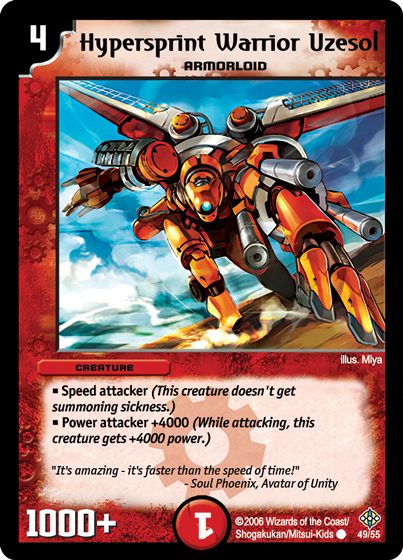 4
Hypersprint Warrior Uzesol
ARMORLOID
illus. Miya
CREATURE
■ Speed attacker (This creature doesn't get
summoning sickness.)
■ Power attacker +4000 (While attacking, this
creature gets +4000 power.)
"It's amazing - it's faster than the speed of time!"
- Soul Phoenix, Avatar of Unity
1000+
1
©2006 Wizards of the Coast/
Shogakukan/Mitsui-Kids ● 49/55